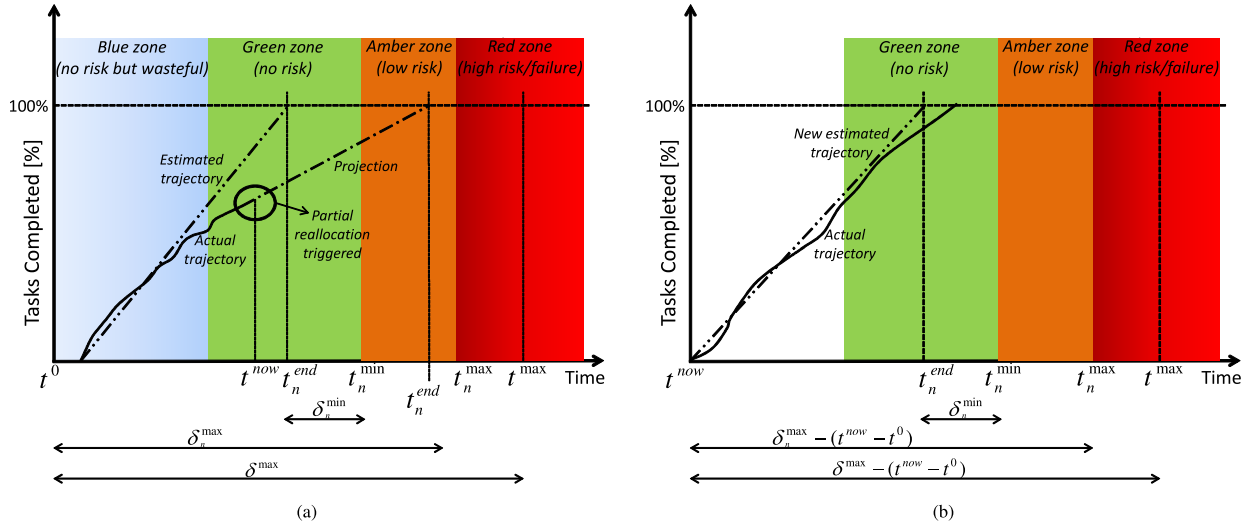 Blue zone
(no risk but wasteful)
Green zone
(no risk)
Amber zone
(low risk)
Red zone
(high risk/failure)
100%
Tasks Completed [%]
Estimated
trajectory
Projection
Actual
trajectory
Partial
reallocation
triggered
t^0
t^now
t_n^end
t_n^min
t_n^end
t_n^max
t^max
Time
δ_n^min
δ_n^max
δ^max
(a)
Green zone
(no risk)
Amber zone
(low risk)
Red zone
(high risk/failure)
100%
Tasks Completed [%]
New estimated
trajectory
Actual
trajectory
t^now
t_n^end
t_n^min
t_n^max
t^max
Time
δ_n^min
δ_n^max − (t^now − t^0)
δ^max − (t^now − t^0)
(b)